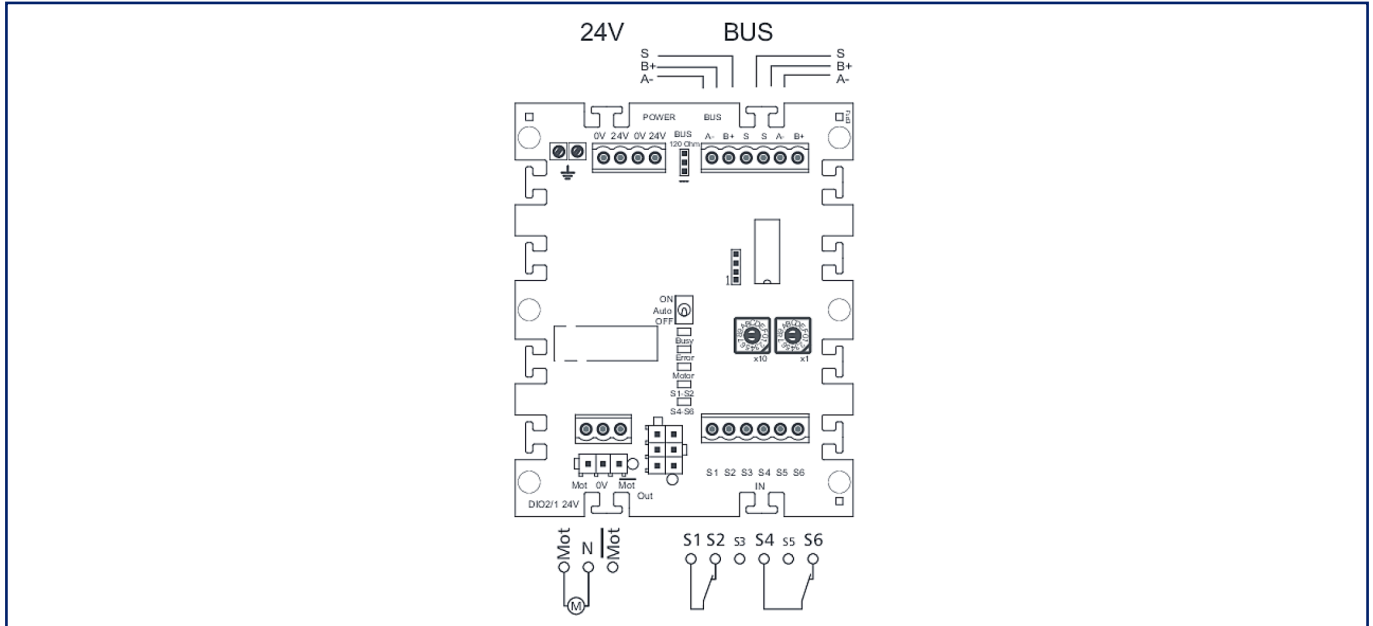 24V BUS
S S
B+ B+
A- A-
POWER BUS
0V 24V 0V 24V BUS A- B+ S S A- B+
120 Ohm
1
ON
Auto
OFF
Busy
Error
x10 x1
Motor
S1-S2
S4-S6
S1 S2 S3 S4 S5 S6
Mot 0V Mot IN
Out
DIO2/1 24V
Mot N Mot S1 S2 S3 S4 S5 S6
M